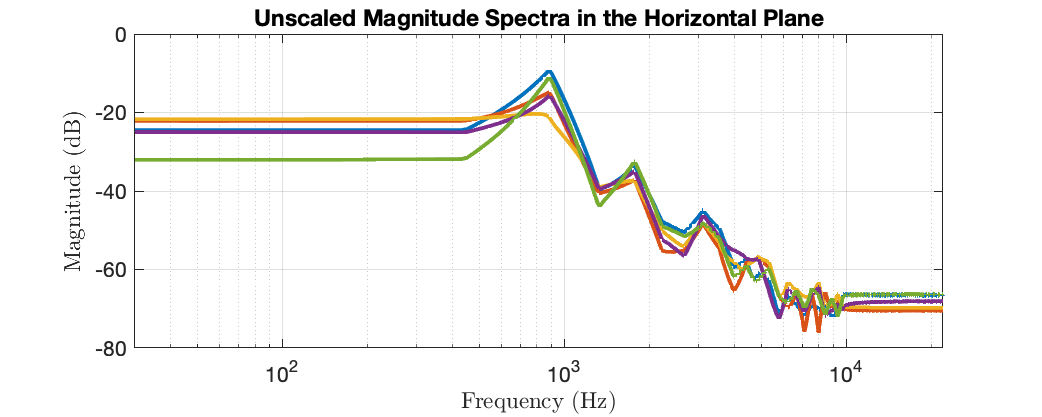 Unscaled Magnitude Spectra in the Horizontal Plane
0
-20
-40
-60
-80
Magnitude (dB)
10^2
10^3
10^4
Frequency (Hz)